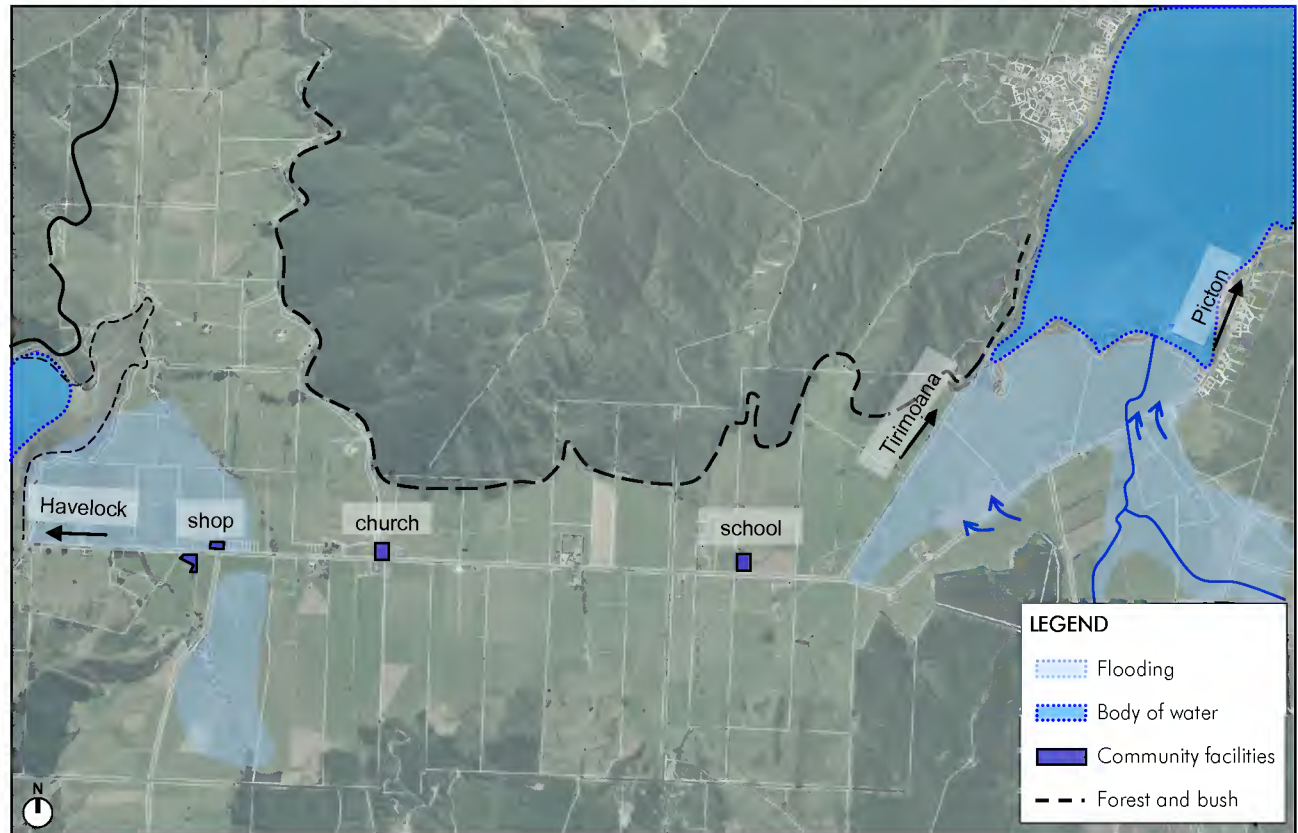 Picton
Tirimoana
Havelock
shop
church
school
N
LEGEND
Flooding
Body of water
Community facilities
Forest and bush